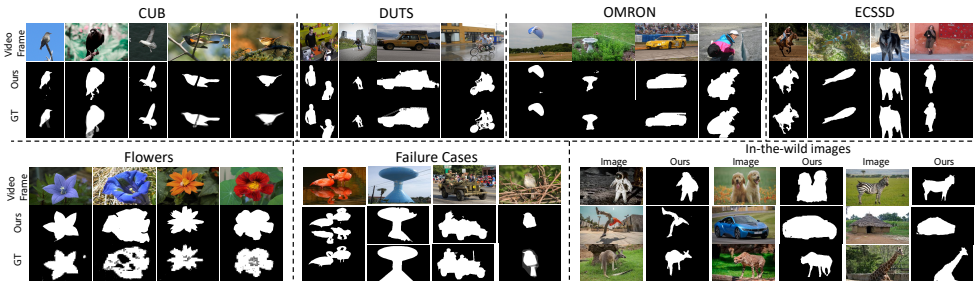 CUB
DUTS
OMRON
ECSSD
Video
Frame
Ours
GT
Flowers
Failure Cases
In-the-wild images
Image
Ours
Image
Ours
Image
Ours
Video
Frame
Ours
GT